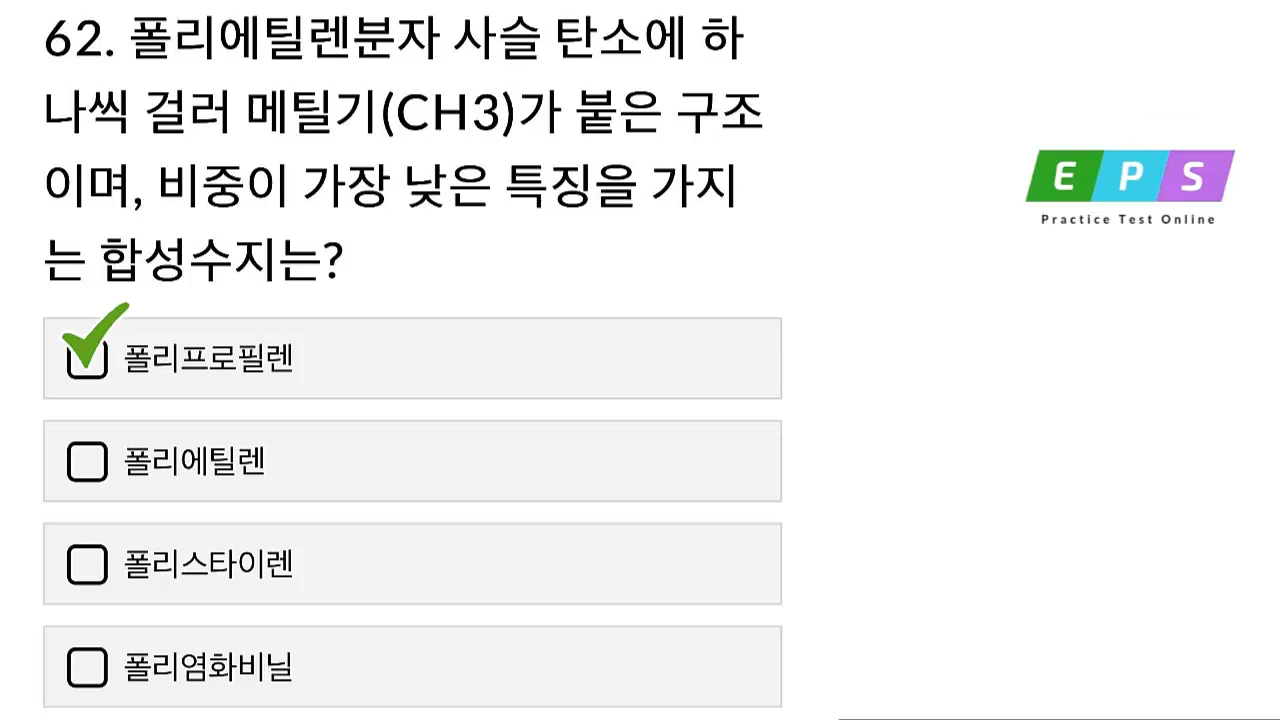 62. 폴리에틸렌분자 사슬 탄소에 하
나씩 걸러 메틸기(CH3)가 붙은 구조
이며, 비중이 가장 낮은 특징을 가지
는 합성수지는?
폴리프로필렌
폴리에틸렌
폴리스타이렌
폴리염화비닐
EPS
Practice Test Online